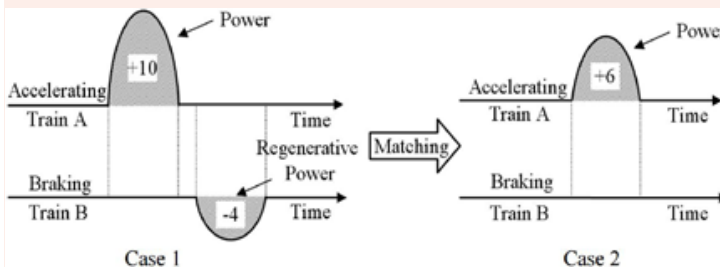 Power
+10
Accelerating
Train A
Time
Regenerative
Power
Braking
Train B
-4
Time
Case 1
Matching
Powe
+6
Accelerating
Train A
Time
Braking
Train B
Time
Case 2